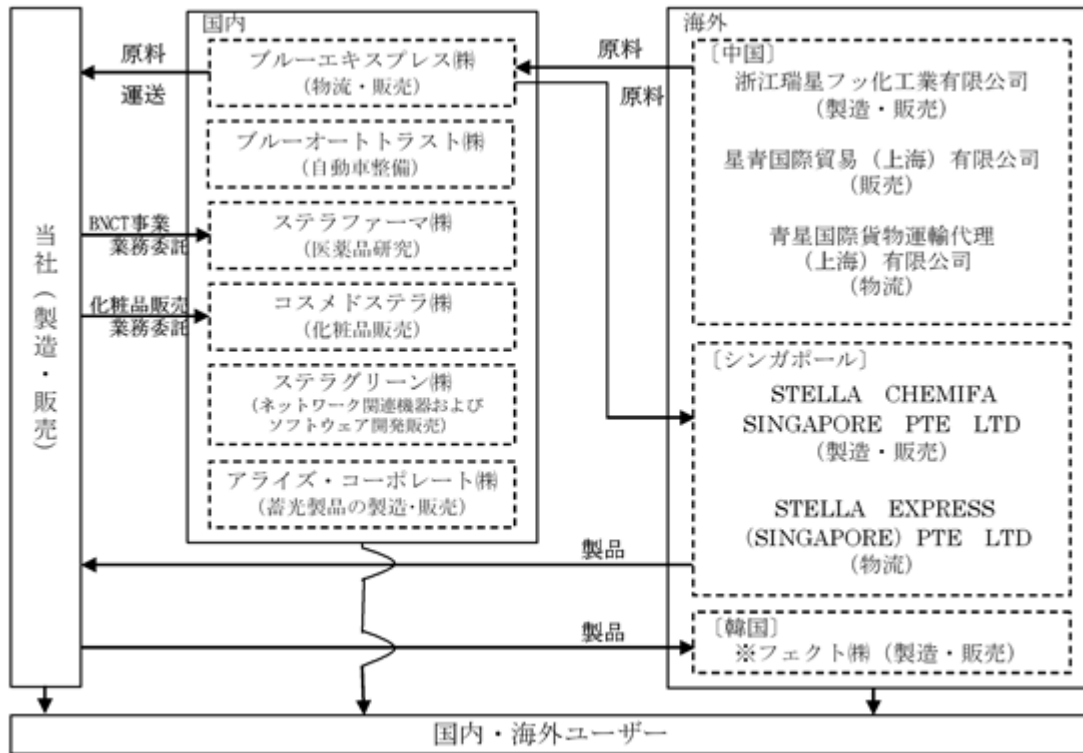 国内
海外
原料
運送
ブルーエキスプレス㈱
(物流・販売)
原料
原料
〔中国〕
浙江瑞星フッ化工業有限公司
(製造・販売)
星青国際貿易(上海)有限公司
(販売)
青星国際貨物運輸代理
(上海)有限公司
(物流)
ブルーオートトラスト㈱
(自動車整備)
BNCT事業
業務委託
ステラファーマ㈱
(医薬品研究)
当社(製造・販売)
化粧品販売
業務委託
コスメドステラ㈱
(化粧品販売)
ステラグリーン㈱
(ネットワーク関連機器および
ソフトウェア開発販売)
アライズ・コーポレート㈱
(蓄光製品の製造・販売)
〔シンガポール〕
STELLA CHEMIFA
SINGAPORE PTE LTD
(製造・販売)
STELLA EXPRESS
(SINGAPORE) PTE LTD
(物流)
製品
製品
〔韓国〕
※フェクト㈱(製造・販売)
国内・海外ユーザー